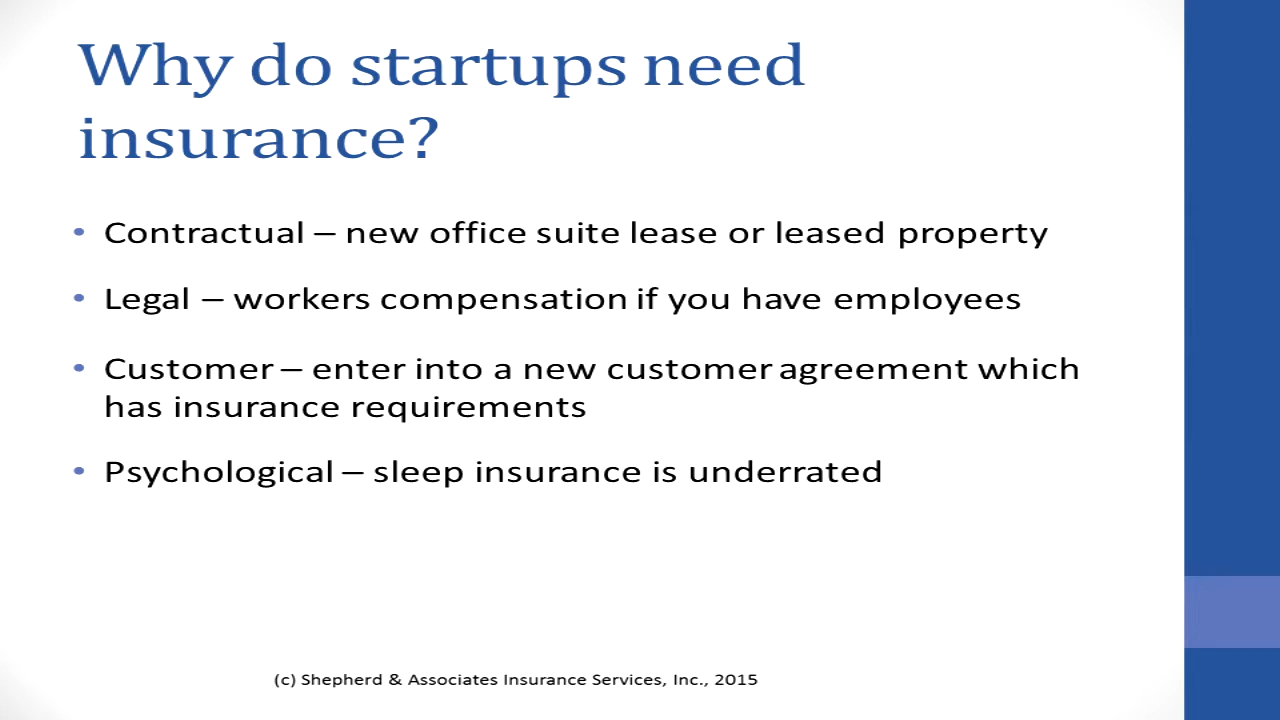 Why do startups need
insurance?
• Contractual – new office suite lease or leased property
• Legal – workers compensation if you have employees
• Customer – enter into a new customer agreement which
has insurance requirements
• Psychological – sleep insurance is underrated
(c) Shepherd & Associates Insurance Services, Inc., 2015